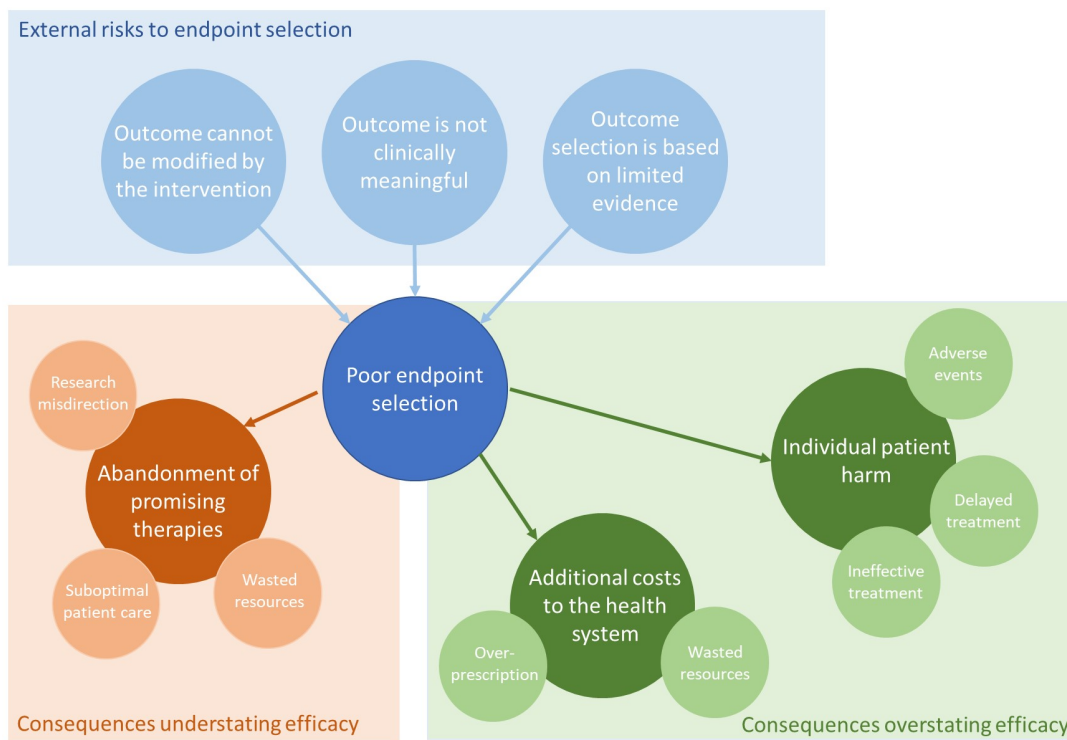 External risks to endpoint selection
Outcome cannot
be modified by
the intervention
Outcome is not
clinically
meaningful
Outcome
selection is based
on limited
evidence
Poor endpoint
selection
Research
misdirection
Abandonment of
promising
therapies
Suboptimal
patient care
Wasted
resources
Consequences understating efficacy
Adverse
events
Individual patient
harm
Delayed
treatment
Ineffective
treatment
Additional costs
to the health
system
Over-
prescription
Wasted
resources
Consequences overstating efficacy